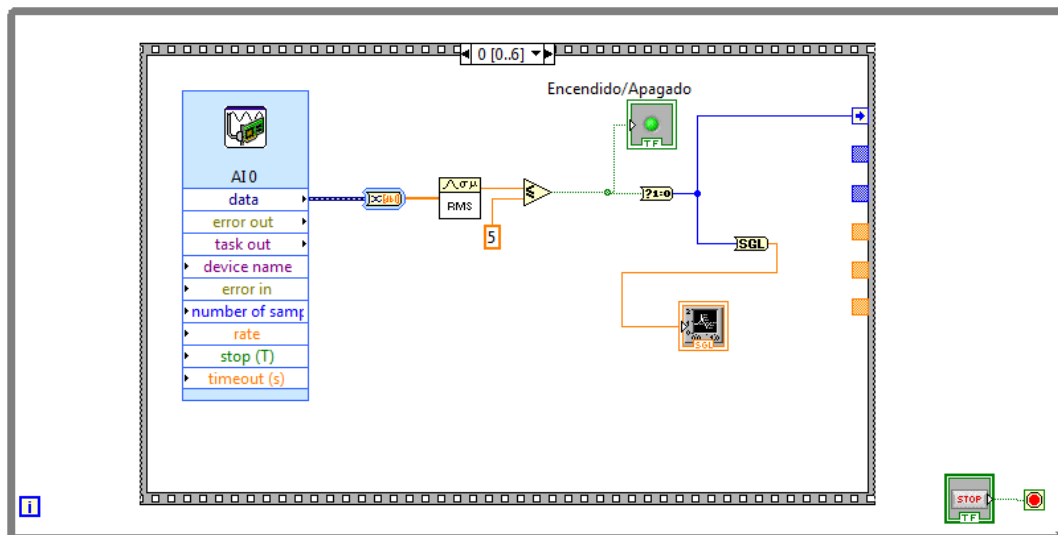 0 [0..6]
Encendido/Apagado
TF
AI 0
data
error out
task out
device name
error in
number of samp
rate
stop (T)
timeout (s)
RMS
5
?1:0
SGL
SGL
i
STOP
TF